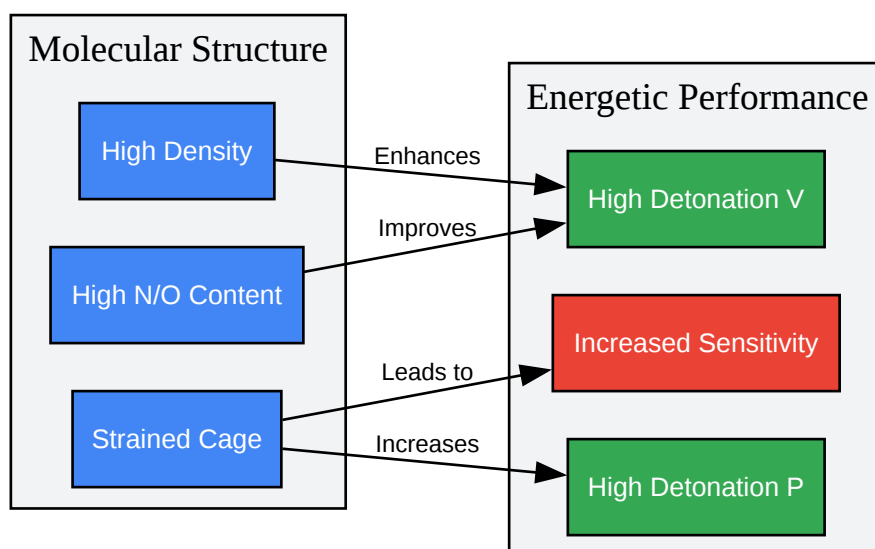 Molecular Structure
High Density
High N/O Content
Strained Cage
Enhances
Improves
Leads to
Increases
Energetic Performance
High Detonation V
Increased Sensitivity
High Detonation P